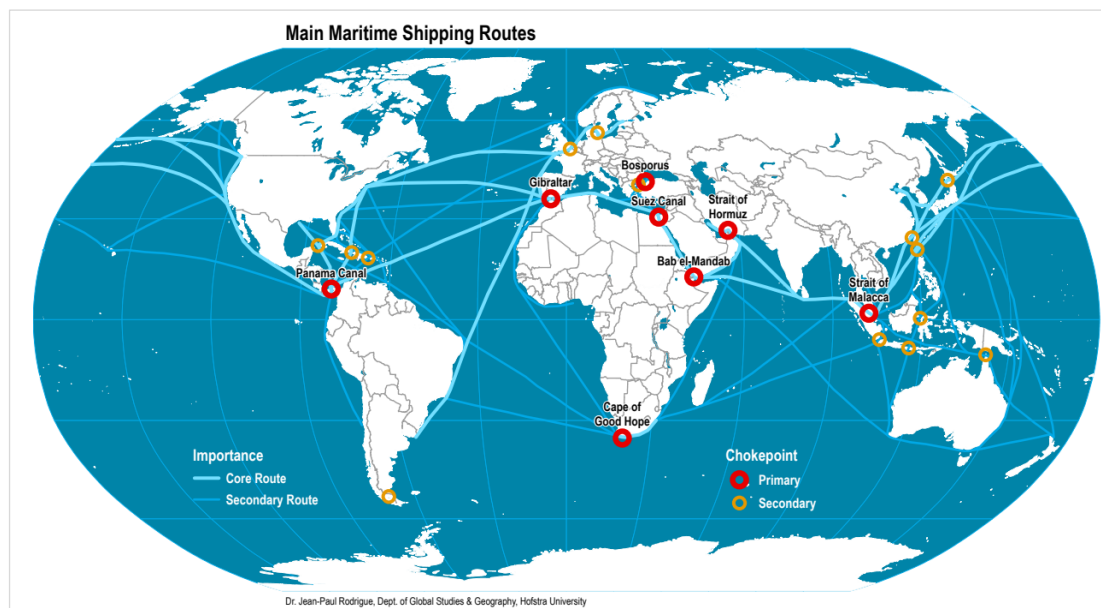 Main Maritime Shipping Routes
Bosporus
Gibraltar
Suez Canal
Strait of
Hormuz
Bab el-Mandab
Panama Canal
Strait of
Malacca
Cape of
Good Hope
Importance
Core Route
Secondary Route
Chokepoint
Primary
Secondary
Dr. Jean-Paul Rodrigue, Dept. of Global Studies & Geography, Hofstra University